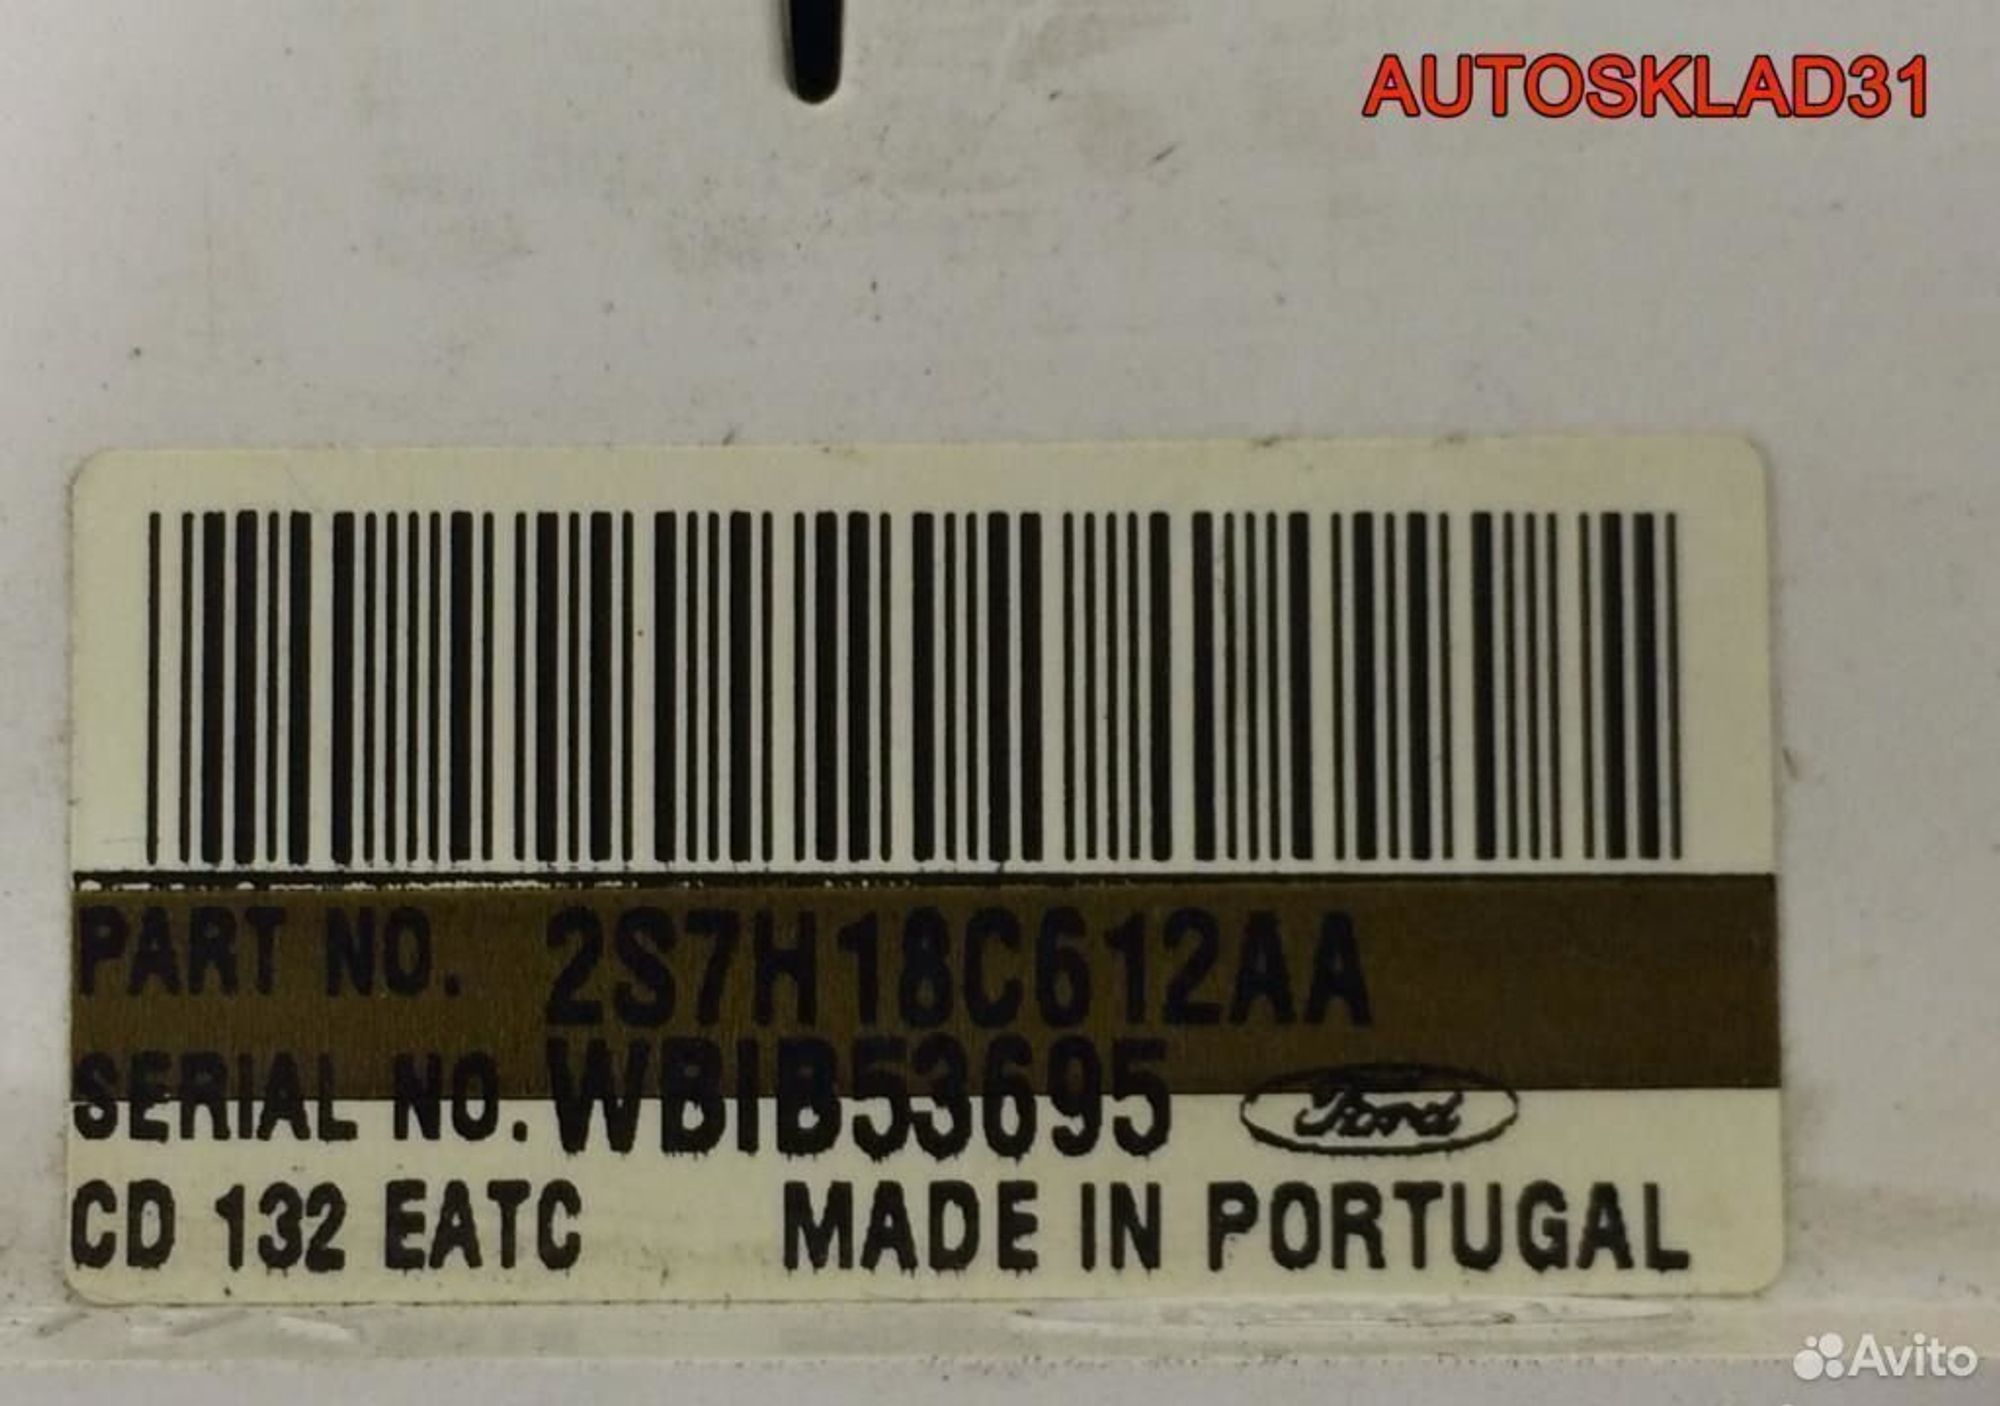 AUTOSKLAD31
PART NO. 2S7H18C612AA
SERIAL NO. WBIB53695 Ford
CD 132 EATC MADE IN PORTUGAL
Avito